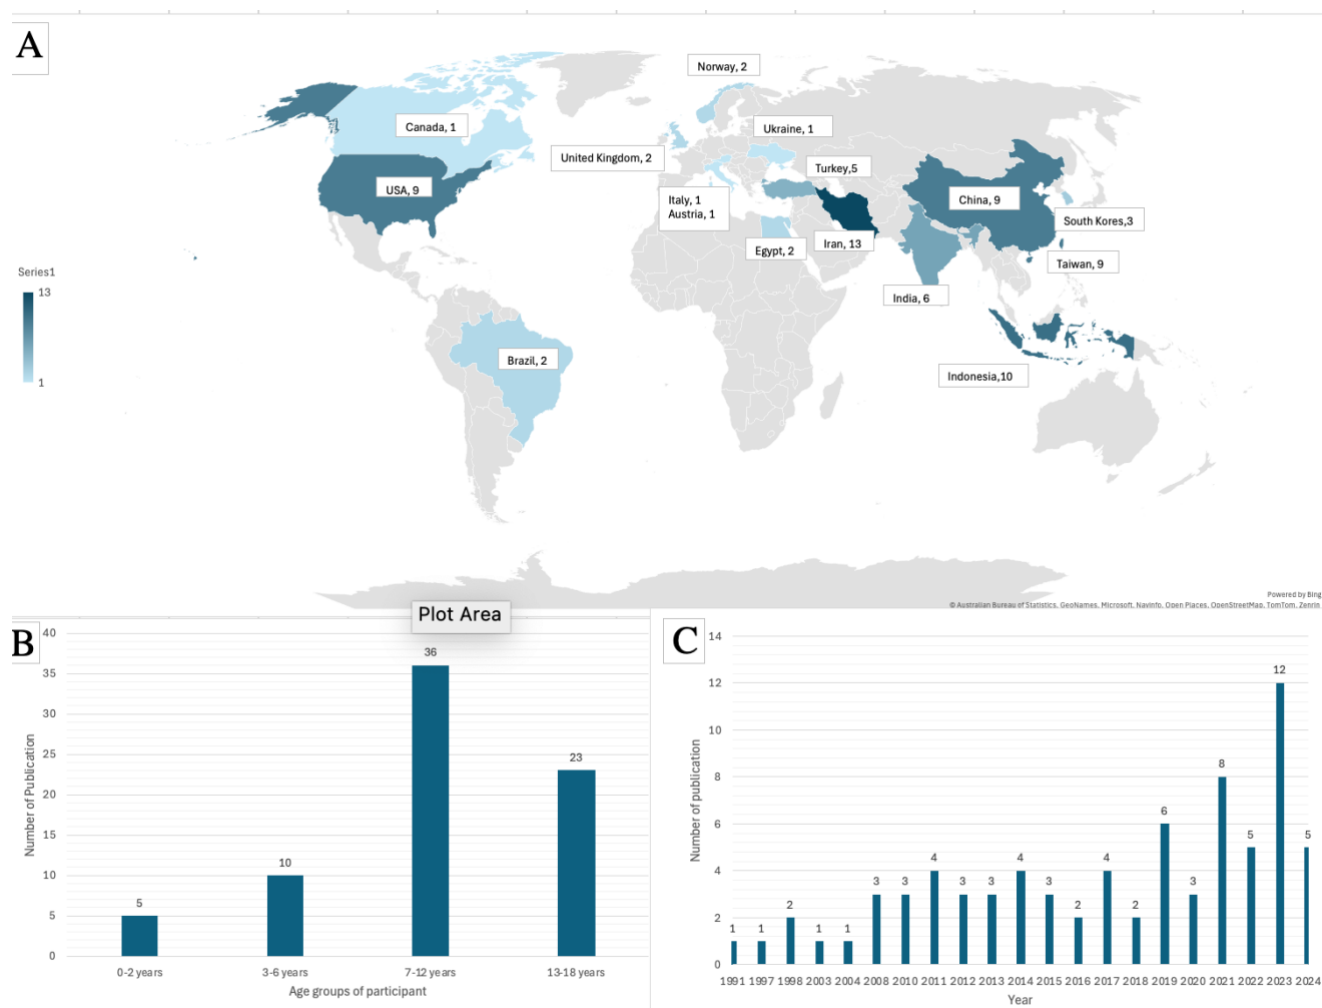 A
Norway, 2
Canada, 1
Ukraine, 1
United Kingdom, 2
Turkey,5
USA, 9
Italy, 1
Austria, 1
China, 9
South Kores,3
Egypt, 2
Iran, 13
Taiwan, 9
India, 6
Series1
13
1
Brazil, 2
Indonesia,10
Powered by Bing
© Australian Bureau of Statistics, GeoNames, Microsoft, Navinfo, Open Places, OpenStreetMap, TomTom, Zenrin
Plot Area
B
Number of Publication
40
35
30
25
20
15
10
5
0
5
10
36
23
0-2 years 3-6 years 7-12 years 13-18 years
Age groups of participant
C
Number of publication
14
12
10
8
6
4
2
0
1 1 2 1 1 3 3 4 3 3 4 3 2 4 2 6 3 8 5 12 5
1991 1997 1998 2003 2004 2008 2010 2011 2012 2013 2014 2015 2016 2017 2018 2019 2020 2021 2022 2023 2024
Year